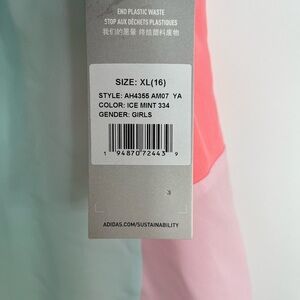 END PLASTIC WASTE
STOP AUX DÉCHETS PLASTIQUES
我们的愿景 终结塑料废物
SIZE: XL(16)
STYLE: AH4355 AM07 YA
COLOR: ICE MINT 334
GENDER: GIRLS
1 94870 72443 9
ADIDAS.COM/SUSTAINABILITY